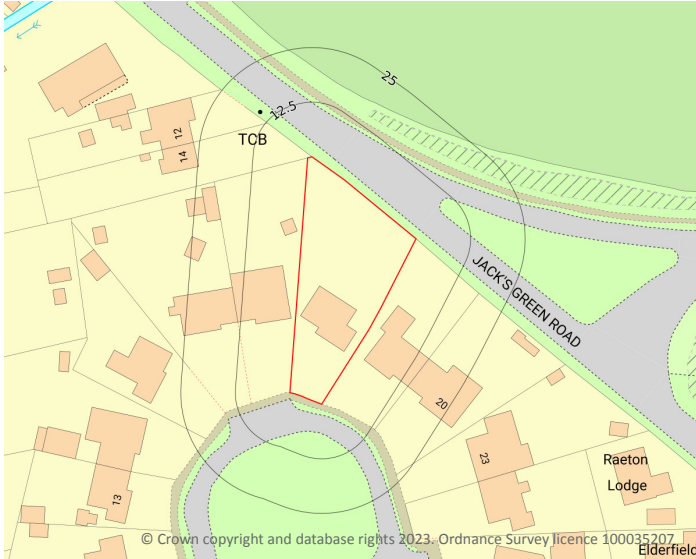 25
12.5
TCB
12
14
JACK'S GREEN ROAD
20
23
13
Raeton
Lodge
© Crown copyright and database rights 2023. Ordnance Survey licence 100035207.
Elderfield